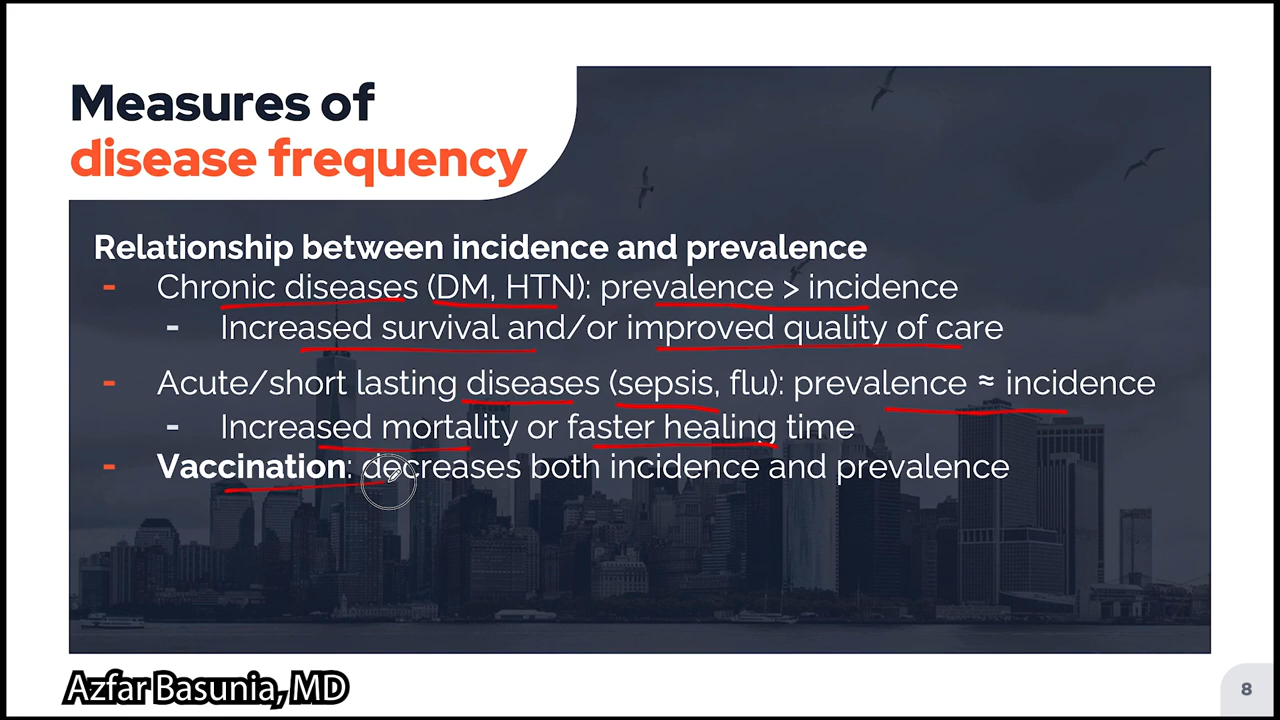 Measures of
disease frequency
Relationship between incidence and prevalence
- Chronic diseases (DM, HTN): prevalence > incidence
- Increased survival and/or improved quality of care
- Acute/short lasting diseases (sepsis, flu): prevalence ≈ incidence
- Increased mortality or faster healing time
- Vaccination: decreases both incidence and prevalence
Azfar Basunia, MD
8